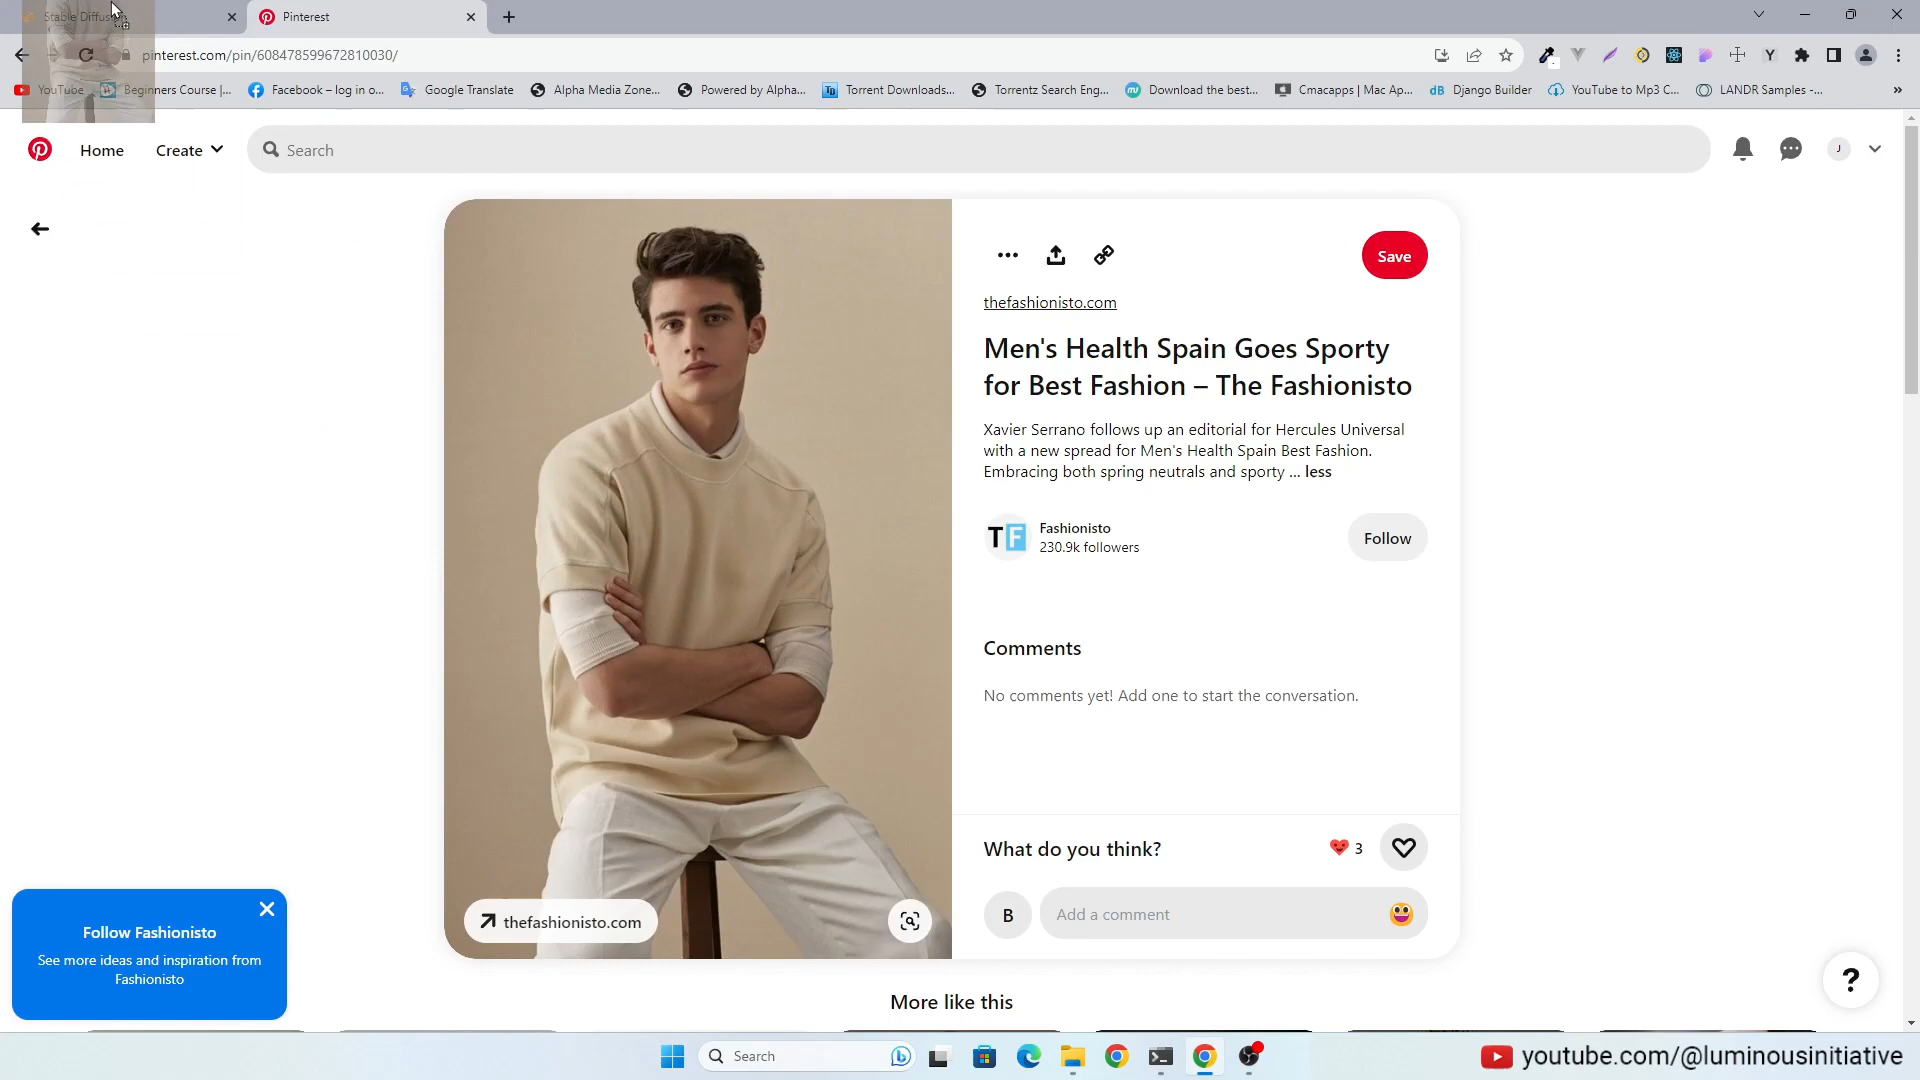 Stable Diffus
Pinterest
pinterest.com/pin/608478599672810030/
YouTube
Beginners Course |...
Facebook – log in o...
Google Translate
Alpha Media Zone...
Powered by Alpha...
Torrent Downloads...
Torrentz Search Eng...
Download the best...
Cmacapps | Mac Ap...
dB Django Builder
YouTube to Mp3 C...
LANDR Samples -...
»
Home
Create
Search
J
Save
thefashionisto.com
Men's Health Spain Goes Sporty
for Best Fashion – The Fashionisto
Xavier Serrano follows up an editorial for Hercules Universal
with a new spread for Men's Health Spain Best Fashion.
Embracing both spring neutrals and sporty ... less
TF
Fashionisto
230.9k followers
Follow
Comments
No comments yet! Add one to start the conversation.
What do you think?
3
B
Add a comment
thefashionisto.com
Follow Fashionisto
See more ideas and inspiration from
Fashionisto
?
More like this
Search
youtube.com/@luminousinitiative